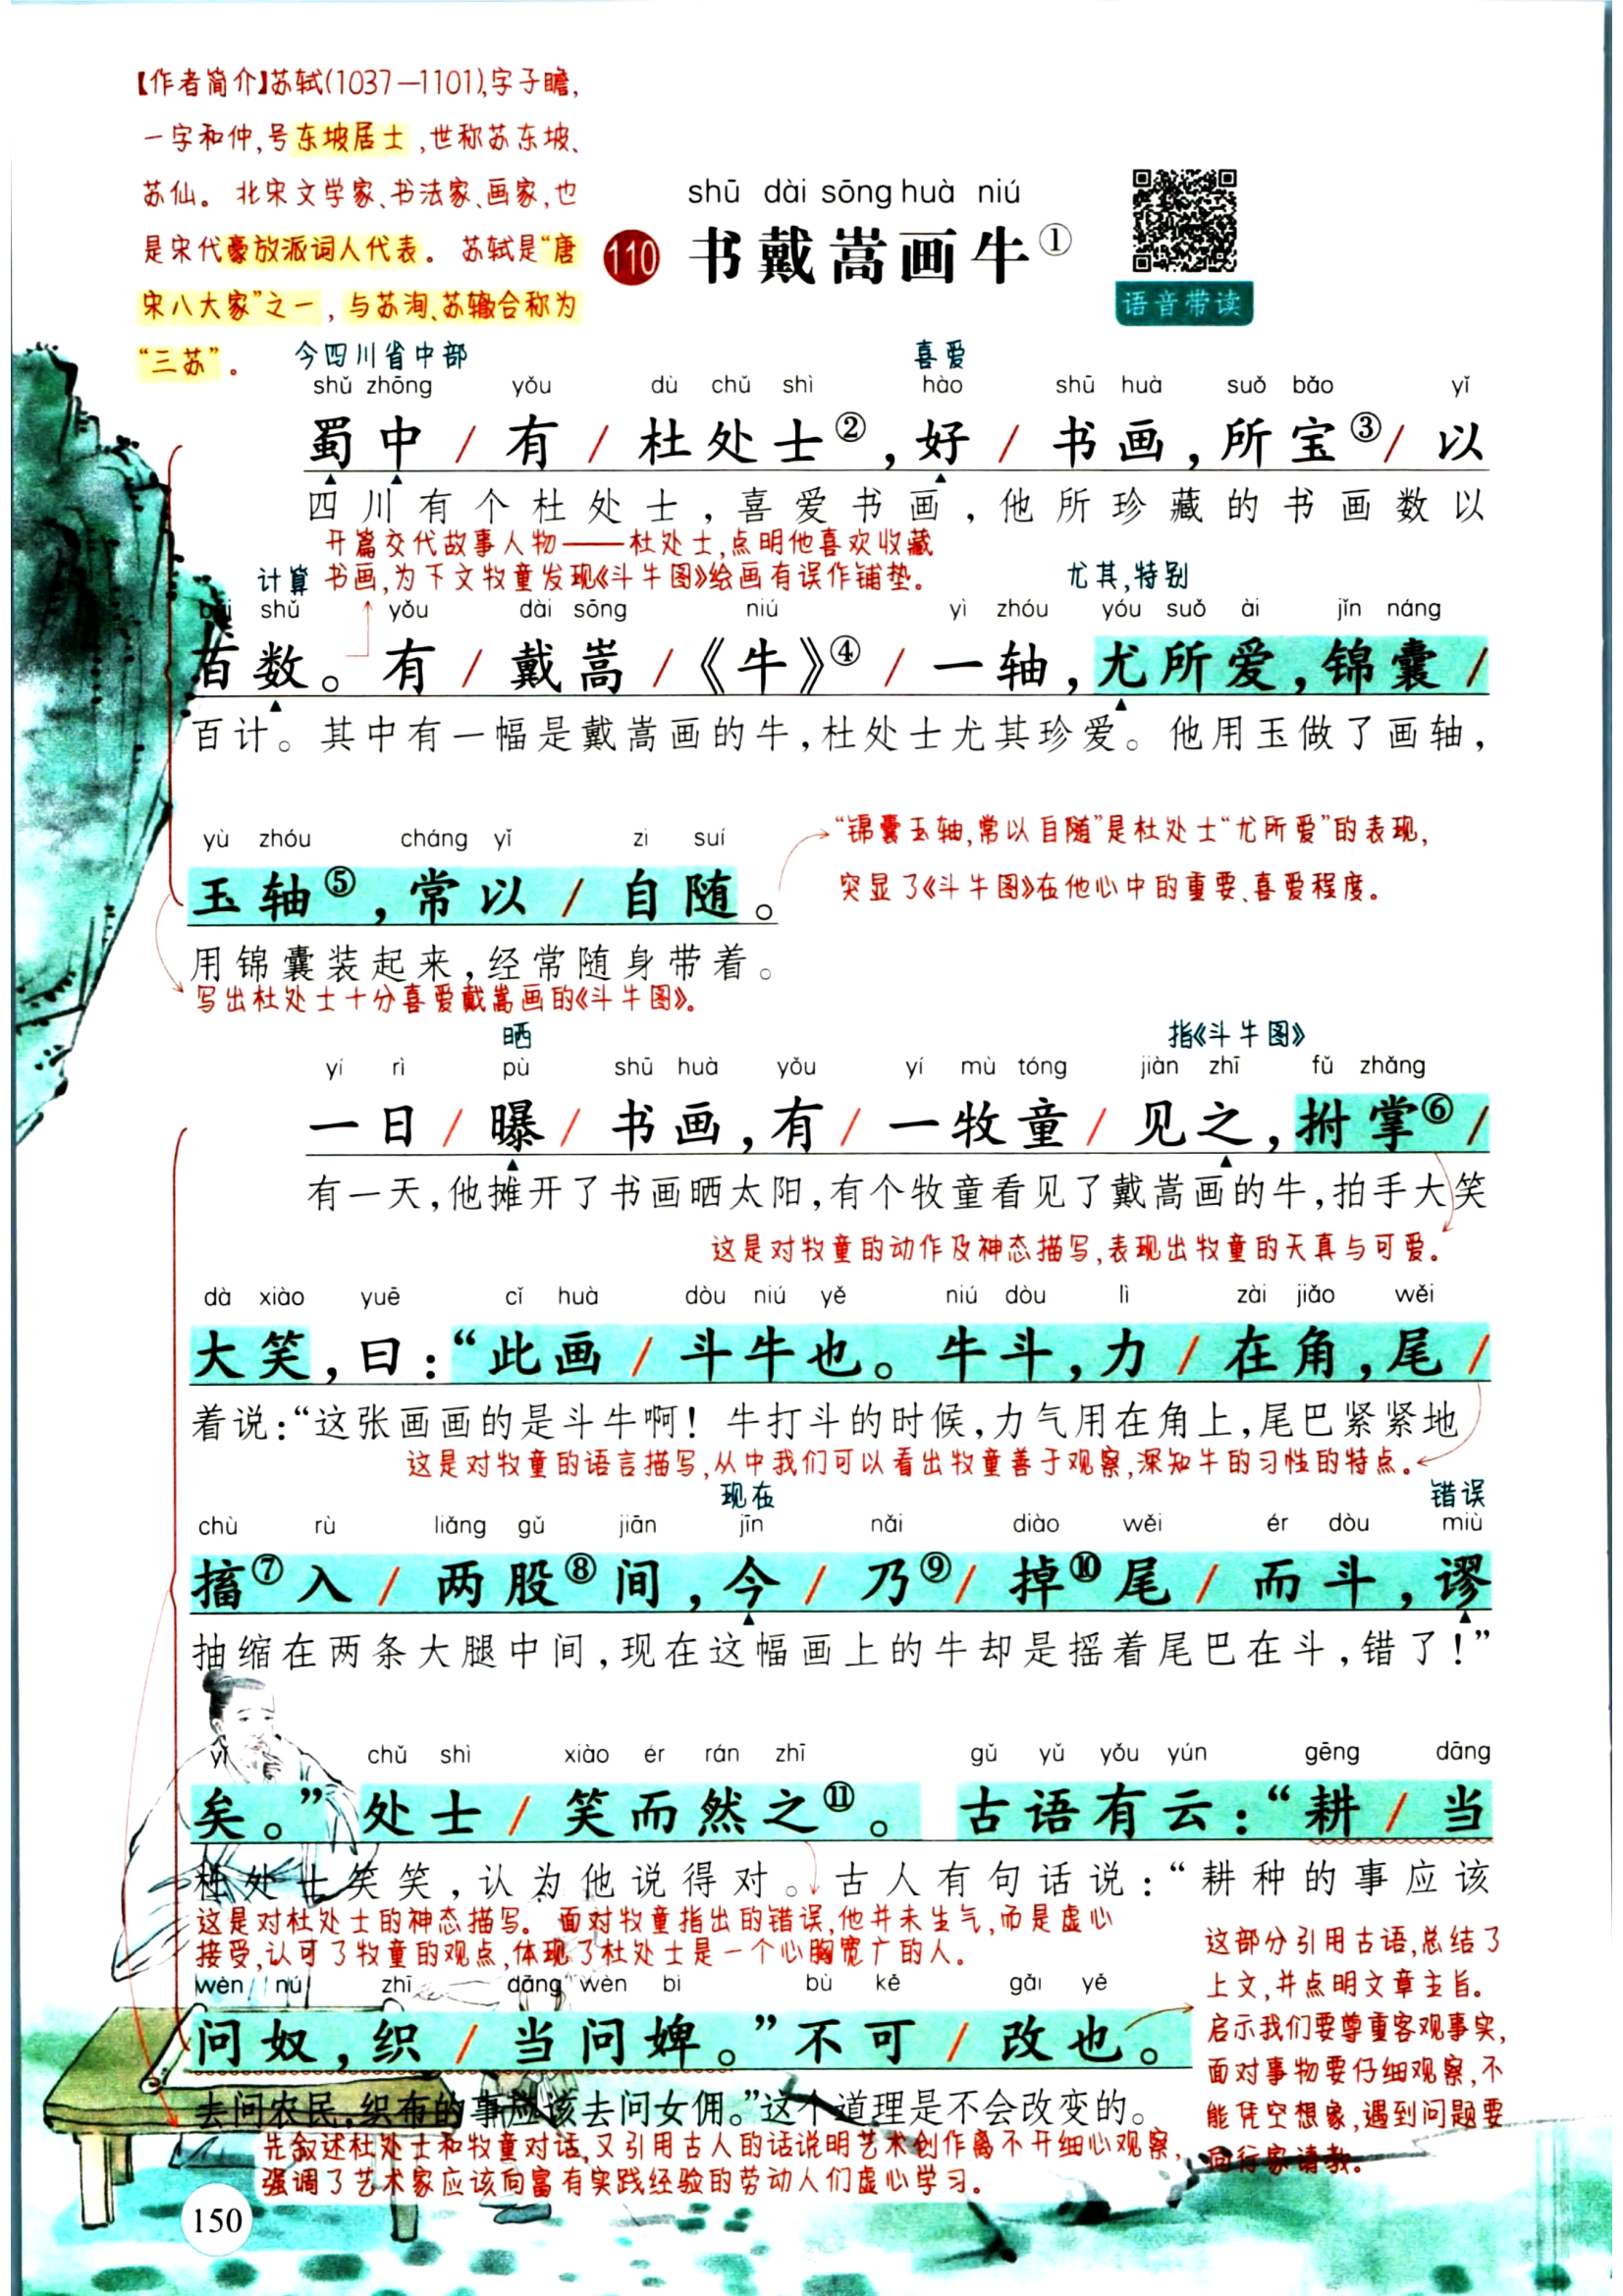 【作者简介】苏轼(1037—1101),字子瞻,
一字和仲,号东坡居士,世称苏东坡、
苏仙。北宋文学家、书法家、画家,也
是宋代豪放派词人代表。苏轼是“唐
宋八大家”之一,与苏洵、苏辙合称为
“三苏”。
shū dài sōng huà niú
110 书戴嵩画牛①
语音带读
今四川省中部 喜爱
shǔ zhōng yǒu dù chǔ shì hào shū huà suǒ bǎo yǐ
蜀中/有/杜处士②,好/书画,所宝③/以
四川有个杜处士,喜爱书画,他所珍藏的书画数以
开篇交代故事人物——杜处士,点明他喜欢收藏
书画,为下文牧童发现《斗牛图》绘画有误作铺垫。
计算 尤其,特别
bǎi shǔ yǒu dài sōng niú yì zhóu yóu suǒ ài jǐn náng
百数。有/戴嵩/《牛》④/一轴,尤所爱,锦囊/
百计。其中有一幅是戴嵩画的牛,杜处士尤其珍爱。他用玉做了画轴,
“锦囊玉轴,常以自随”是杜处士“尤所爱”的表现,
突显了《斗牛图》在他心中的重要、喜爱程度。
yù zhóu cháng yǐ zì suí
玉轴⑤,常以/自随。
用锦囊装起来,经常随身带着。
写出杜处士十分喜爱戴嵩画的《斗牛图》。
晒 指《斗牛图》
yí rì pù shū huà yǒu yí mù tóng jiàn zhī fǔ zhǎng
一日/曝/书画,有/一牧童/见之,拊掌⑥/
有一天,他摊开了书画晒太阳,有个牧童看见了戴嵩画的牛,拍手大笑
这是对牧童的动作及神态描写,表现出牧童的天真与可爱。
dà xiào yuē cǐ huà dòu niú yě niú dòu lì zài jiǎo wěi
大笑,曰:“此画/斗牛也。牛斗,力/在角,尾/
着说:“这张画画的是斗牛啊!牛打斗的时候,力气用在角上,尾巴紧紧地
这是对牧童的语言描写,从中我们可以看出牧童善于观察,深知牛的习性的特点。
现在 错误
chù rù liǎng gǔ jiān jīn nǎi diào wěi ér dòu miù
搐⑦入/两股⑧间,今/乃⑨/掉⑩尾/而斗,谬
抽缩在两条大腿中间,现在这幅画上的牛却是摇着尾巴在斗,错了!”
yǐ chǔ shì xiào ér rán zhī gǔ yǔ yǒu yún gēng dāng
矣。”处士/笑而然之⑪。古语有云:“耕/当
杜处士笑笑,认为他说得对。古人有句话说:“耕种的事应该
这是对杜处士的神态描写。面对牧童指出的错误,他并未生气,而是虚心
接受,认可了牧童的观点,体现了杜处士是一个心胸宽广的人。
wèn nú zhī dāng wèn bì bù kě gǎi yě
问奴,织/当问婢。”不可/改也。
去问农民,织布的事应该去问女佣。”这个道理是不会改变的。
这部分引用古语,总结了
上文,并点明文章主旨。
启示我们要尊重客观事实,
面对事物要仔细观察,不
能凭空想象,遇到问题要
向行家请教。
先叙述杜处士和牧童对话,又引用古人的话说明艺术创作离不开细心观察,
强调了艺术家应该向富有实践经验的劳动人们虚心学习。
150